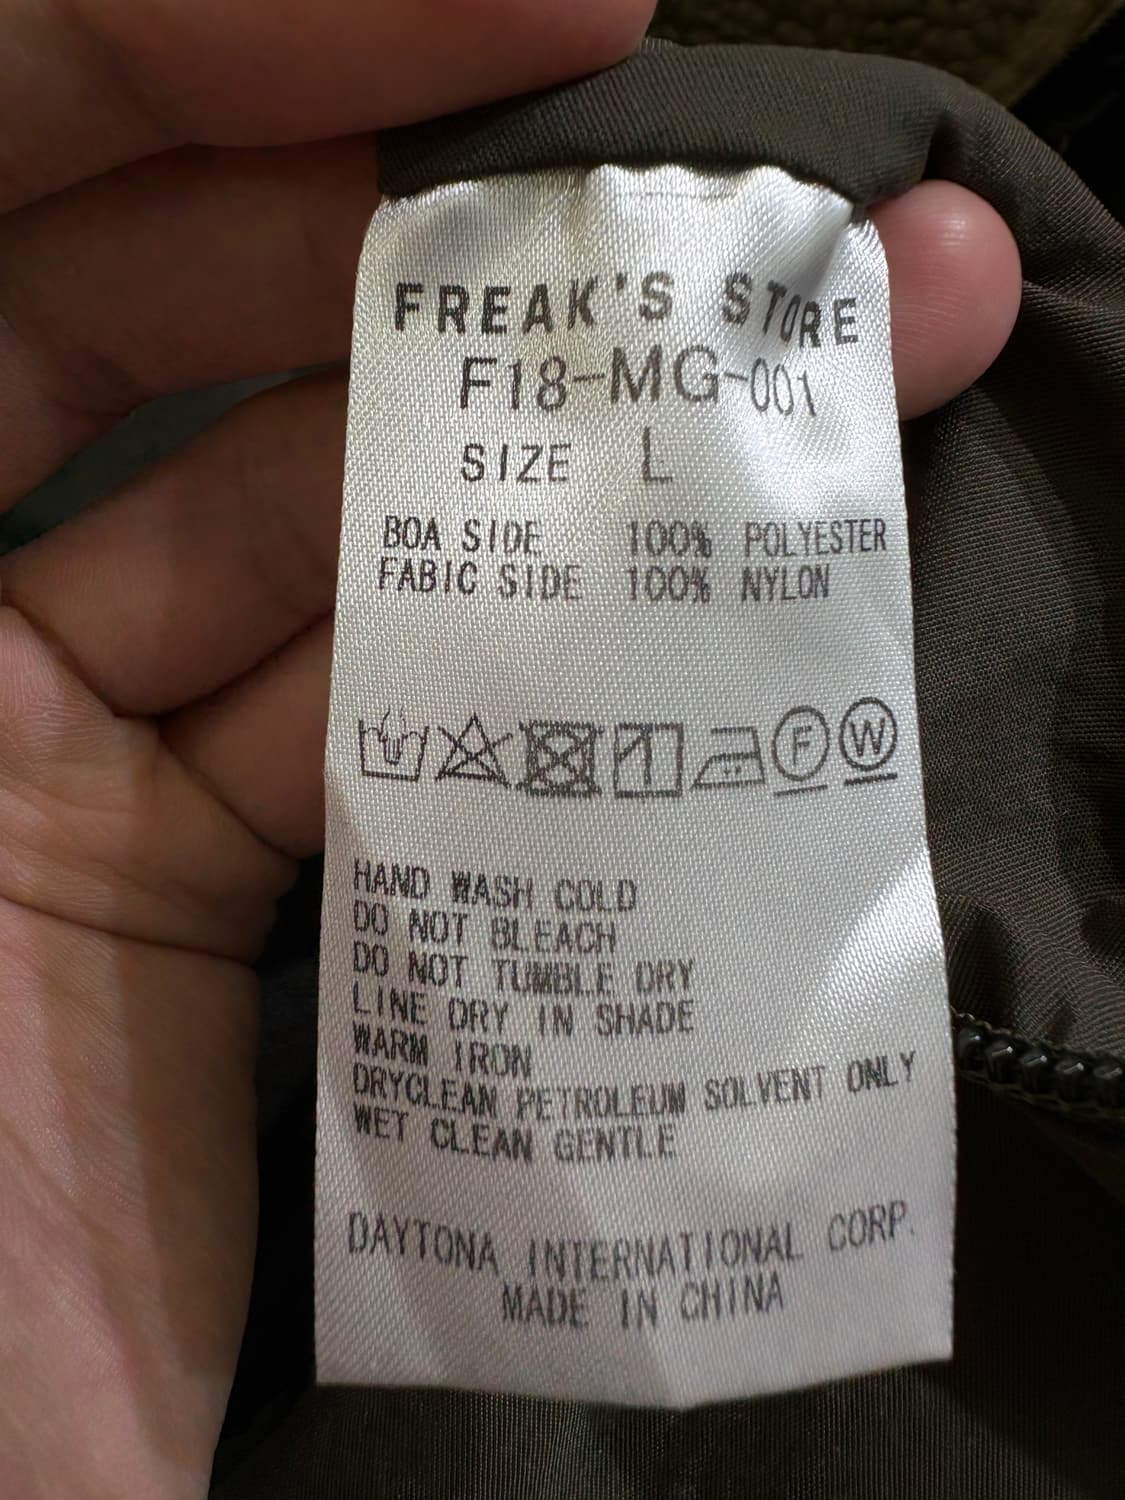 FREAK'S STORE
F18-MG-001
SIZE L
BOA SIDE 100% POLYESTER
FABIC SIDE 100% NYLON
F W
HAND WASH COLD
DO NOT BLEACH
DO NOT TUMBLE DRY
LINE DRY IN SHADE
WARM IRON
DRYCLEAN PETROLEUM SOLVENT ONLY
WET CLEAN GENTLE
DAYTONA INTERNATIONAL CORP.
MADE IN CHINA